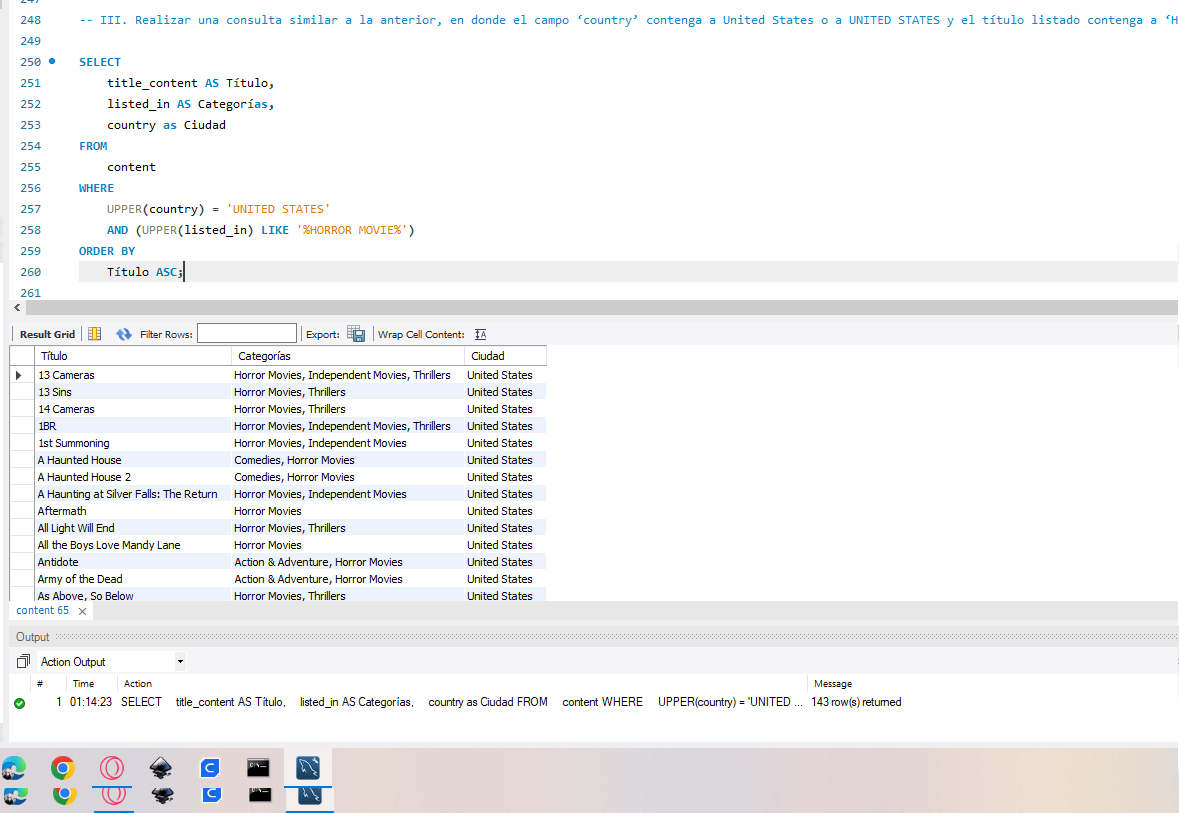 247
248 -- III. Realizar una consulta similar a la anterior, en donde el campo ‘country’ contenga a United States o a UNITED STATES y el título listado contenga a ‘H
249
250 SELECT
251 title_content AS Título,
252 listed_in AS Categorías,
253 country as Ciudad
254 FROM
255 content
256 WHERE
257 UPPER(country) = 'UNITED STATES'
258 AND (UPPER(listed_in) LIKE '%HORROR MOVIE%')
259 ORDER BY
260 Título ASC;
261
Result Grid Filter Rows: Export: Wrap Cell Content: IA
Título Categorías Ciudad
13 Cameras Horror Movies, Independent Movies, Thrillers United States
13 Sins Horror Movies, Thrillers United States
14 Cameras Horror Movies, Thrillers United States
1BR Horror Movies, Independent Movies, Thrillers United States
1st Summoning Horror Movies, Independent Movies United States
A Haunted House Comedies, Horror Movies United States
A Haunted House 2 Comedies, Horror Movies United States
A Haunting at Silver Falls: The Return Horror Movies, Independent Movies United States
Aftermath Horror Movies United States
All Light Will End Horror Movies, Thrillers United States
All the Boys Love Mandy Lane Horror Movies United States
Antidote Action & Adventure, Horror Movies United States
Army of the Dead Action & Adventure, Horror Movies United States
As Above, So Below Horror Movies, Thrillers United States
content 65
Output
Action Output
# Time Action Message
1 01:14:23 SELECT title_content AS Título, listed_in AS Categorías, country as Ciudad FROM content WHERE UPPER(country) = 'UNITED ... 143 row(s) returned